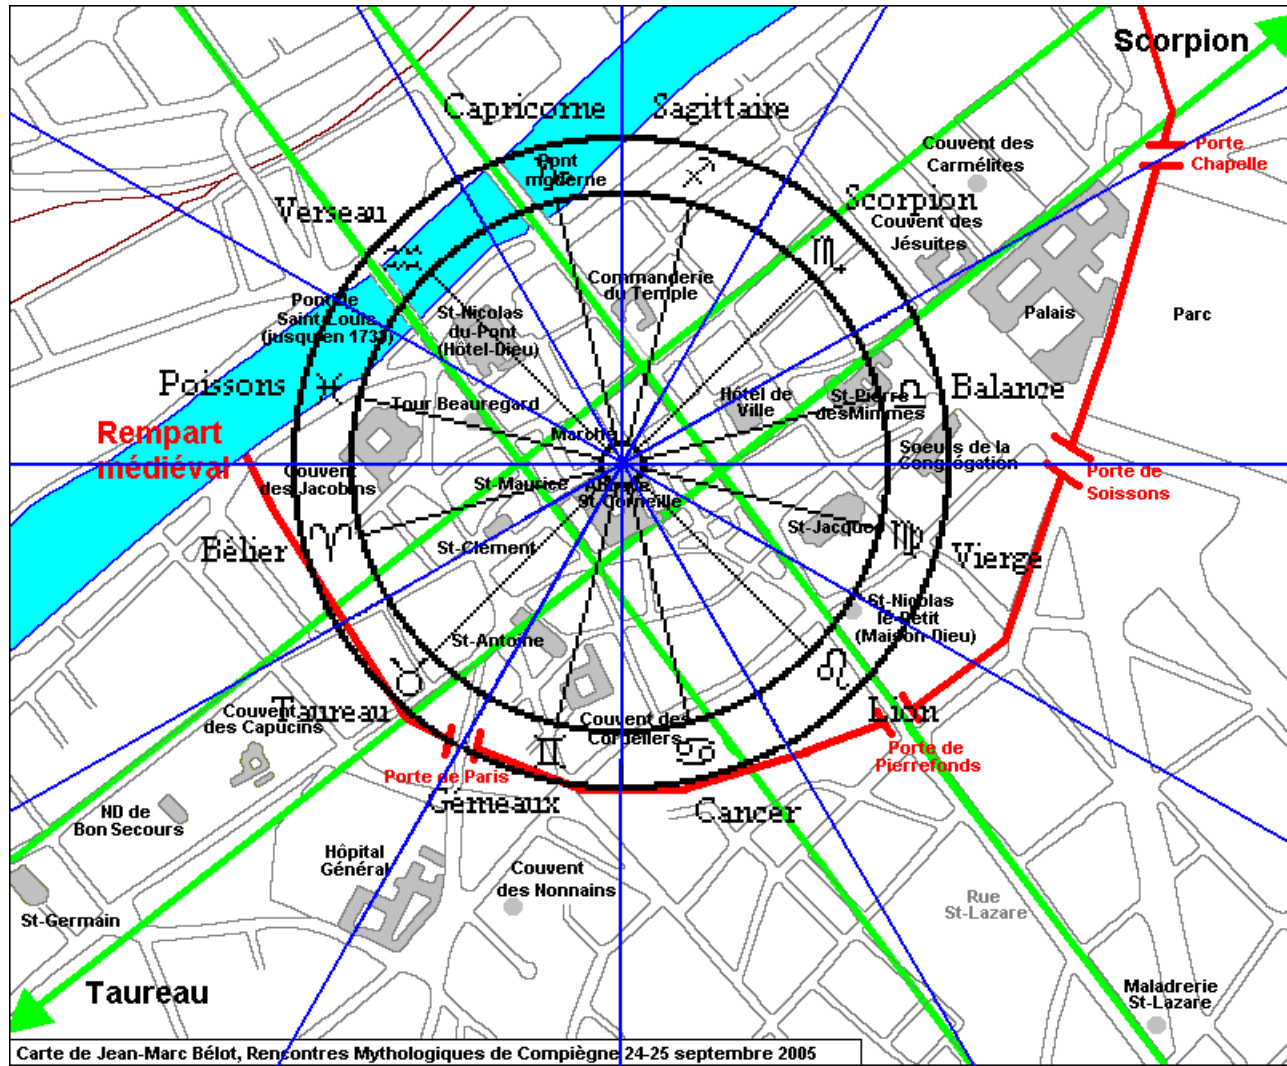 Scorpion
Capricorne
Sagittaire
Couvent des
Carmélites
Porte
Chapelle
Pont
moderne
Verseau
Scorpion
Couvent des
Jésuites
Commanderie
du Temple
Pont de
Saint-Louis
(jusqu'en 1733)
St-Nicolas
du-Pont
(Hôtel-Dieu)
Palais
Parc
Poissons
Tour Beauregard
Hôtel de
Ville
St-Pierre
des Minimes
Balance
Rempart
médiéval
Marché
Soeurs de la
Congrégation
Couvent
des Jacobins
St-Maurice
Abbaye
St-Corneille
Porte de
Soissons
St-Jacques
Bélier
St-Clément
Vierge
St-Nicolas
le-Petit
(Maison Dieu)
St-Antoine
Taureau
Couvent
des Capucins
Couvent des
Cordeliers
Lion
Porte de
Pierrefonds
Porte de Paris
Gémeaux
Cancer
ND de
Bon Secours
Hôpital
Général
Couvent
des Nonnains
Rue
St-Lazare
St-Germain
Taureau
Maladrerie
St-Lazare
Carte de Jean-Marc Bélot, Rencontres Mythologiques de Compiègne 24-25 septembre 2005